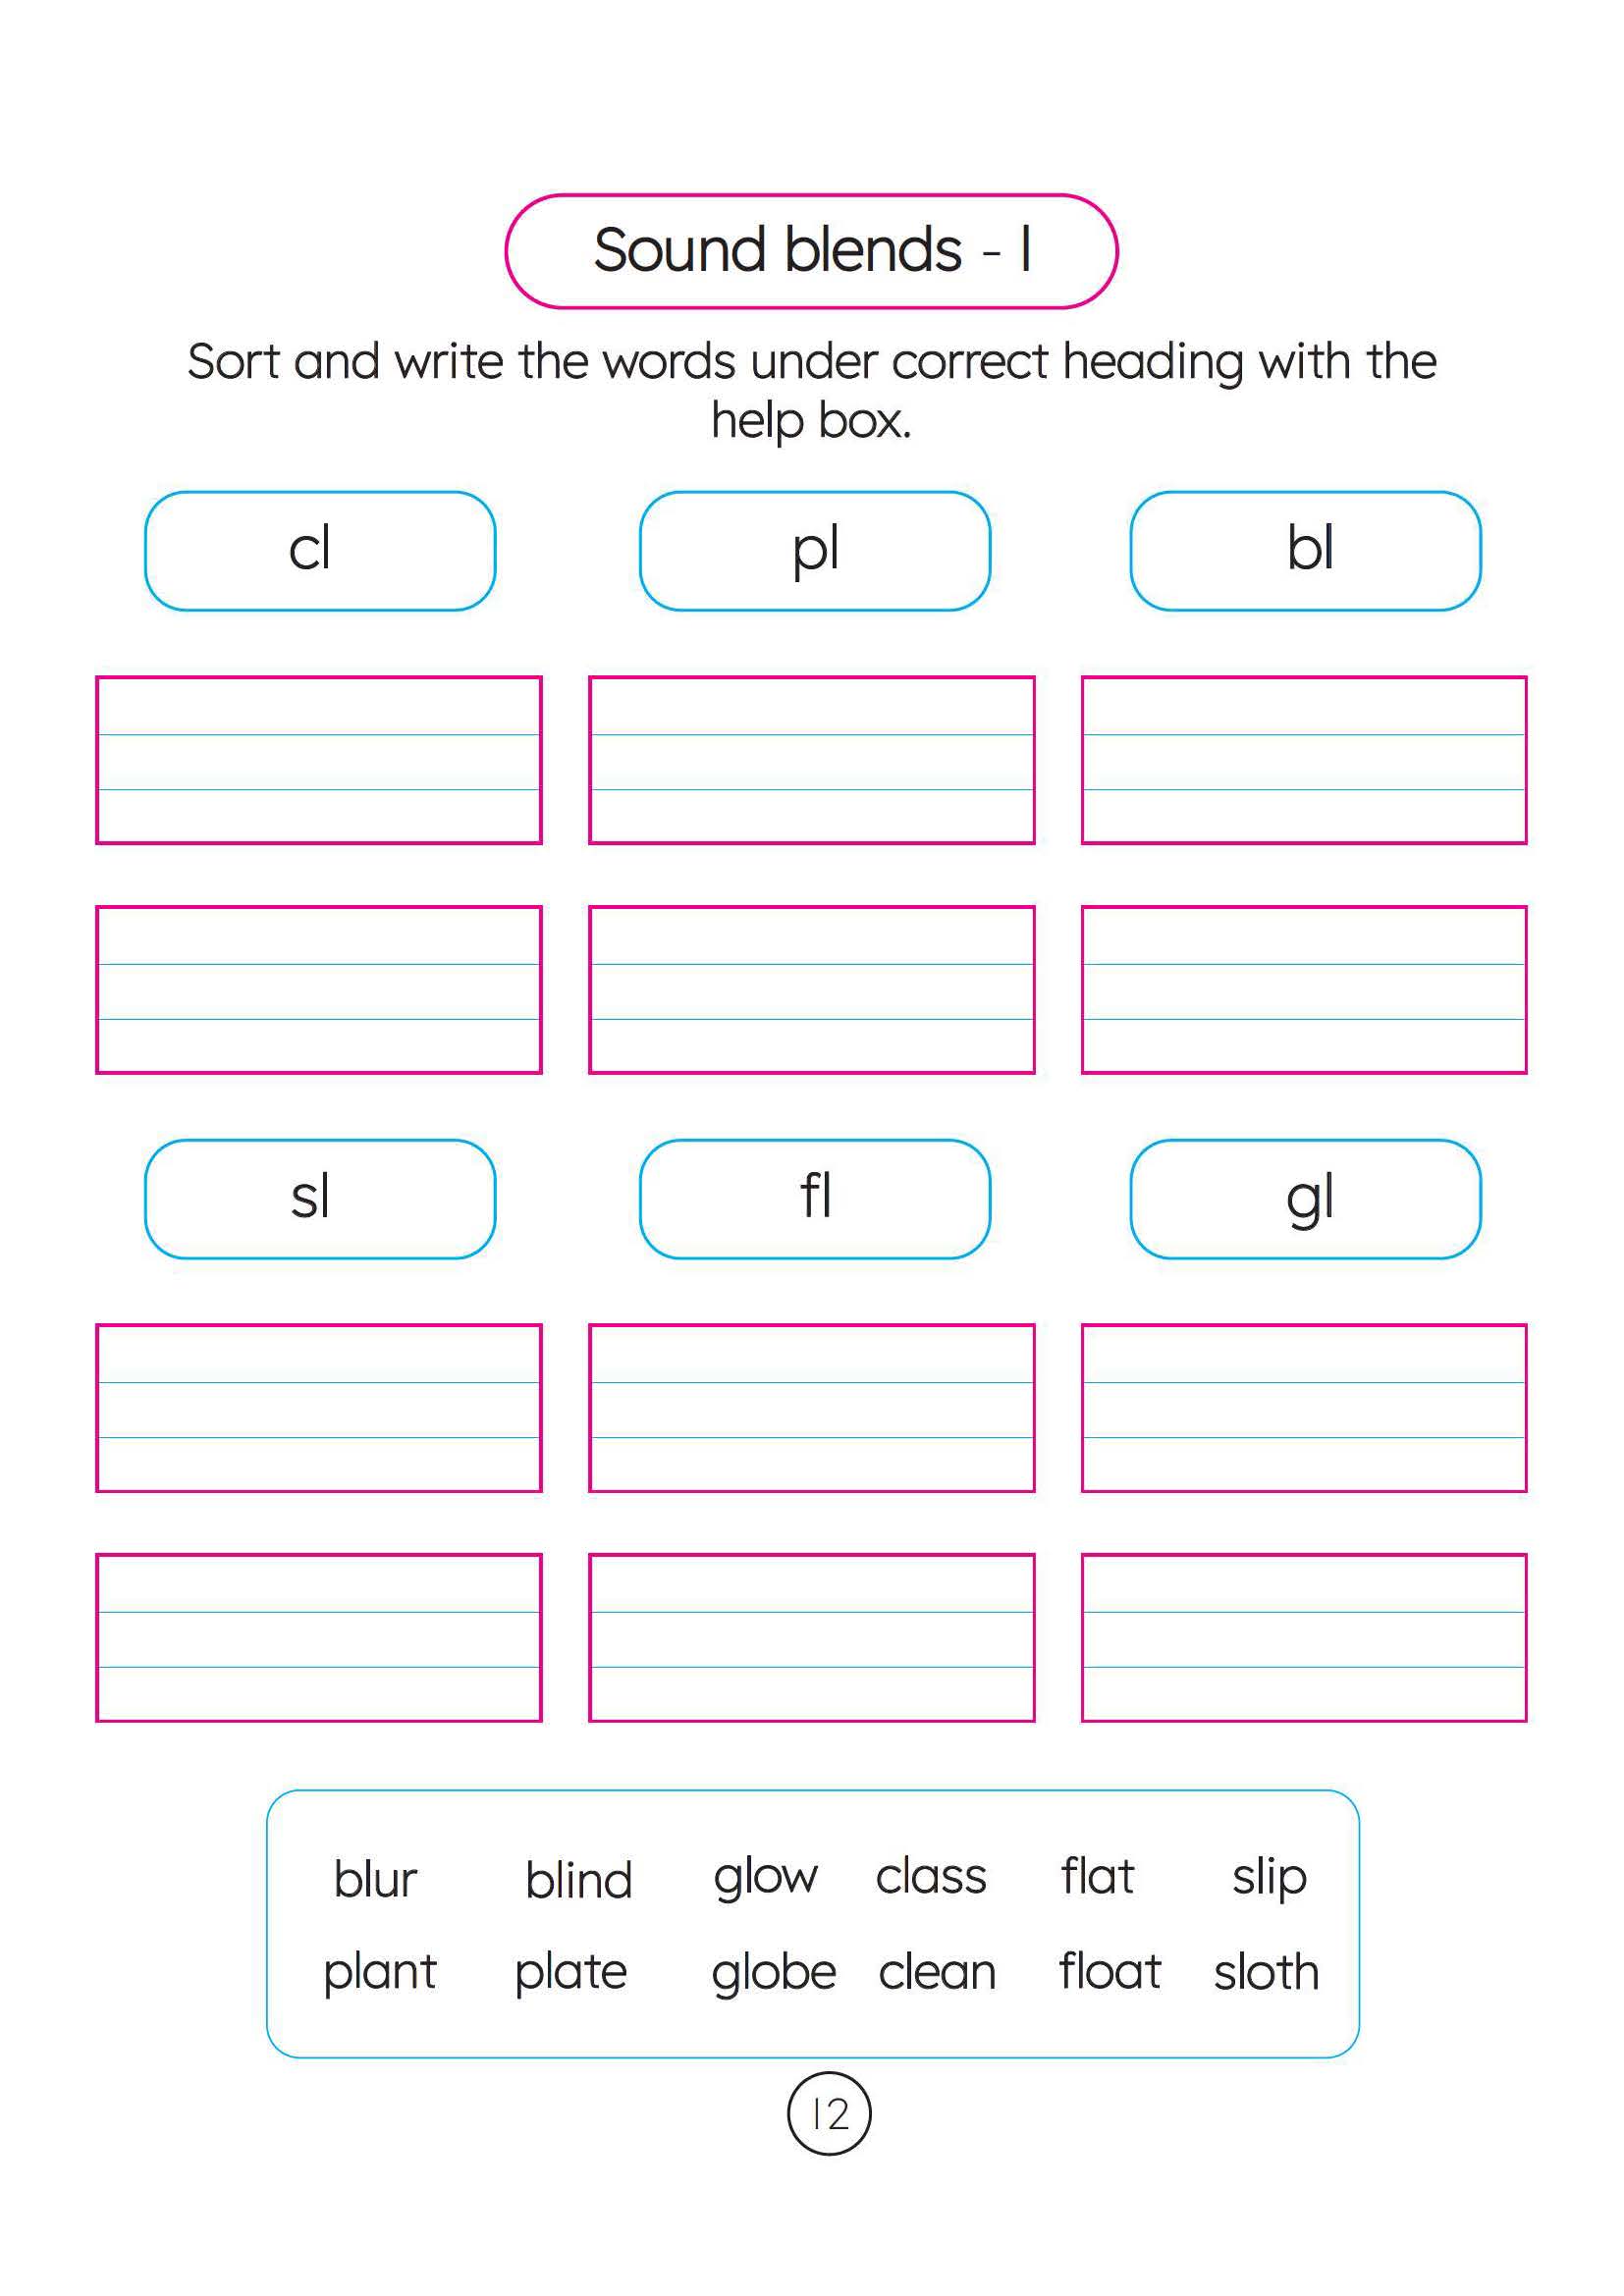 Sound blends - l
Sort and write the words under correct heading with the
help box.
cl pl bl
sl fl gl
blur blind glow class flat slip
plant plate globe clean float sloth
12